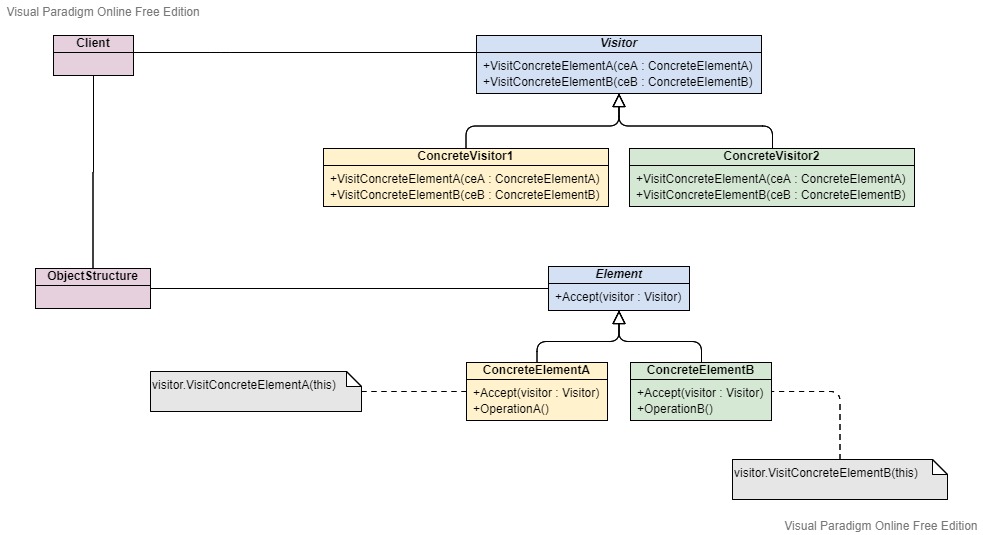 Visual Paradigm Online Free Edition
Client
Visitor
+VisitConcreteElementA(ceA : ConcreteElementA)
+VisitConcreteElementB(ceB : ConcreteElementB)
ConcreteVisitor1
+VisitConcreteElementA(ceA : ConcreteElementA)
+VisitConcreteElementB(ceB : ConcreteElementB)
ConcreteVisitor2
+VisitConcreteElementA(ceA : ConcreteElementA)
+VisitConcreteElementB(ceB : ConcreteElementB)
ObjectStructure
Element
+Accept(visitor : Visitor)
ConcreteElementA
+Accept(visitor : Visitor)
+OperationA()
ConcreteElementB
+Accept(visitor : Visitor)
+OperationB()
visitor.VisitConcreteElementA(this)
visitor.VisitConcreteElementB(this)
Visual Paradigm Online Free Edition